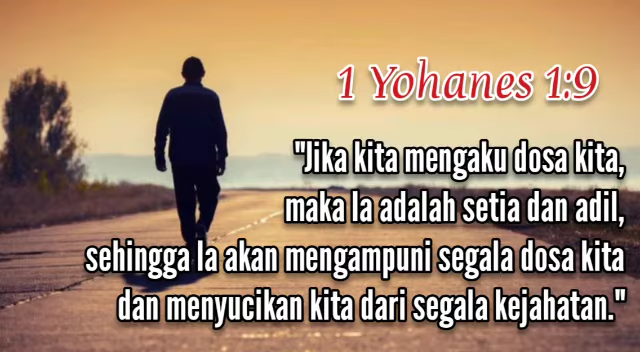 1 Yohanes 1:9
"Jika kita mengaku dosa kita,
maka Ia adalah setia dan adil,
sehingga Ia akan mengampuni segala dosa kita
dan menyucikan kita dari segala kejahatan."